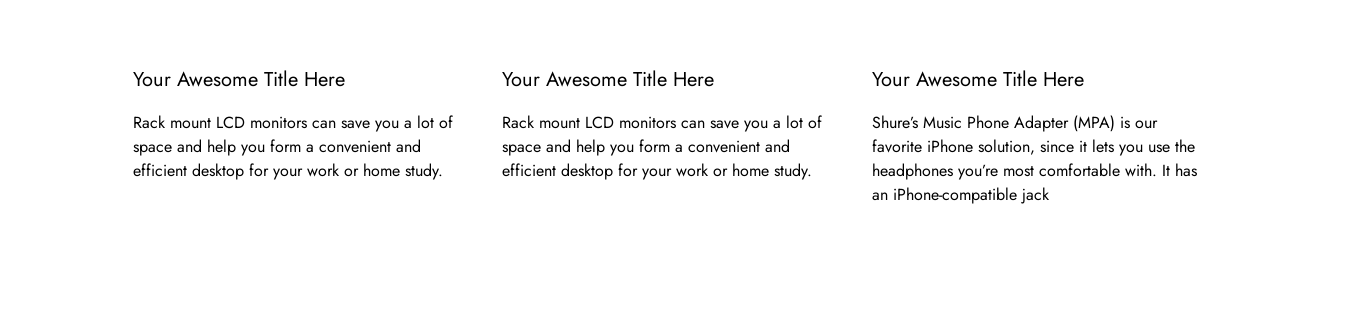 Your Awesome Title Here
Rack mount LCD monitors can save you a lot of
space and help you form a convenient and
efficient desktop for your work or home study.
Your Awesome Title Here
Rack mount LCD monitors can save you a lot of
space and help you form a convenient and
efficient desktop for your work or home study.
Your Awesome Title Here
Shure’s Music Phone Adapter (MPA) is our
favorite iPhone solution, since it lets you use the
headphones you’re most comfortable with. It has
an iPhone-compatible jack